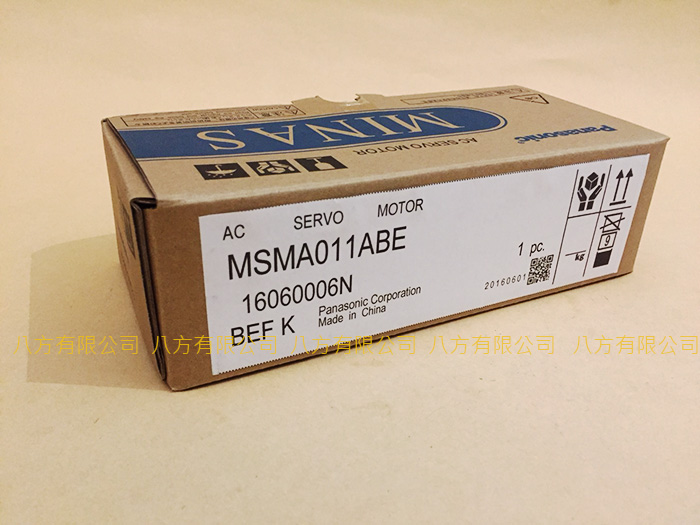 MINAS
AC SERVO MOTOR
Panasonic
AC SERVO MOTOR
MSMA011ABE
1 pc.
16060006N
20160601
kg
9
BEF K
Panasonic Corporation
Made in China
八方有限公司 八方有限公司 八方有限公司 八方有限公司 八方有限公司